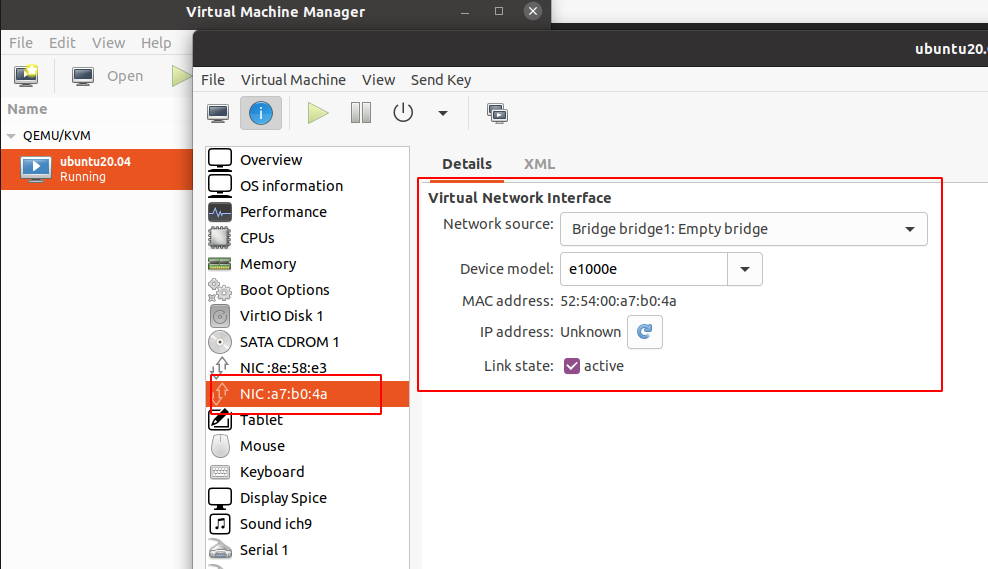 Virtual Machine Manager
File Edit View Help
Open
Name
QEMU/KVM
ubuntu20.04
Running
ubuntu20.
File Virtual Machine View Send Key
Overview
OS information
Performance
CPUs
Memory
Boot Options
VirtIO Disk 1
SATA CDROM 1
NIC :8e:58:e3
NIC :a7:b0:4a
Tablet
Mouse
Keyboard
Display Spice
Sound ich9
Serial 1
Details XML
Virtual Network Interface
Network source: Bridge bridge1: Empty bridge
Device model: e1000e
MAC address: 52:54:00:a7:b0:4a
IP address: Unknown
Link state: active